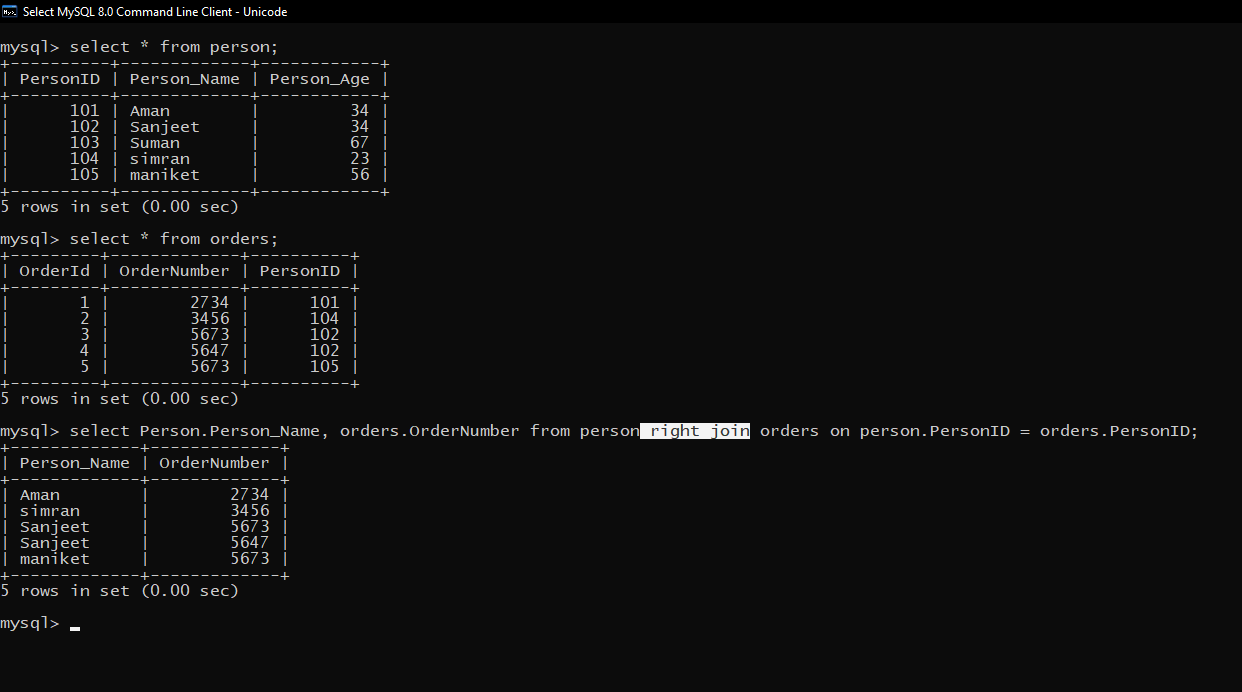 Select MySQL 8.0 Command Line Client - Unicode
mysql> select * from person;
+----------+-------------+------------+
| PersonID | Person_Name | Person_Age |
+----------+-------------+------------+
|      101 | Aman        |         34 |
|      102 | Sanjeet     |         34 |
|      103 | Suman       |         67 |
|      104 | simran      |         23 |
|      105 | maniket     |         56 |
+----------+-------------+------------+
5 rows in set (0.00 sec)
mysql> select * from orders;
+---------+-------------+----------+
| OrderId | OrderNumber | PersonID |
+---------+-------------+----------+
|       1 |        2734 |      101 |
|       2 |        3456 |      104 |
|       3 |        5673 |      102 |
|       4 |        5647 |      102 |
|       5 |        5673 |      105 |
+---------+-------------+----------+
5 rows in set (0.00 sec)
mysql> select Person.Person_Name, orders.OrderNumber from person right join orders on person.PersonID = orders.PersonID;
+-------------+-------------+
| Person_Name | OrderNumber |
+-------------+-------------+
| Aman        |        2734 |
| simran      |        3456 |
| Sanjeet     |        5673 |
| Sanjeet     |        5647 |
| maniket     |        5673 |
+-------------+-------------+
5 rows in set (0.00 sec)
mysql> _